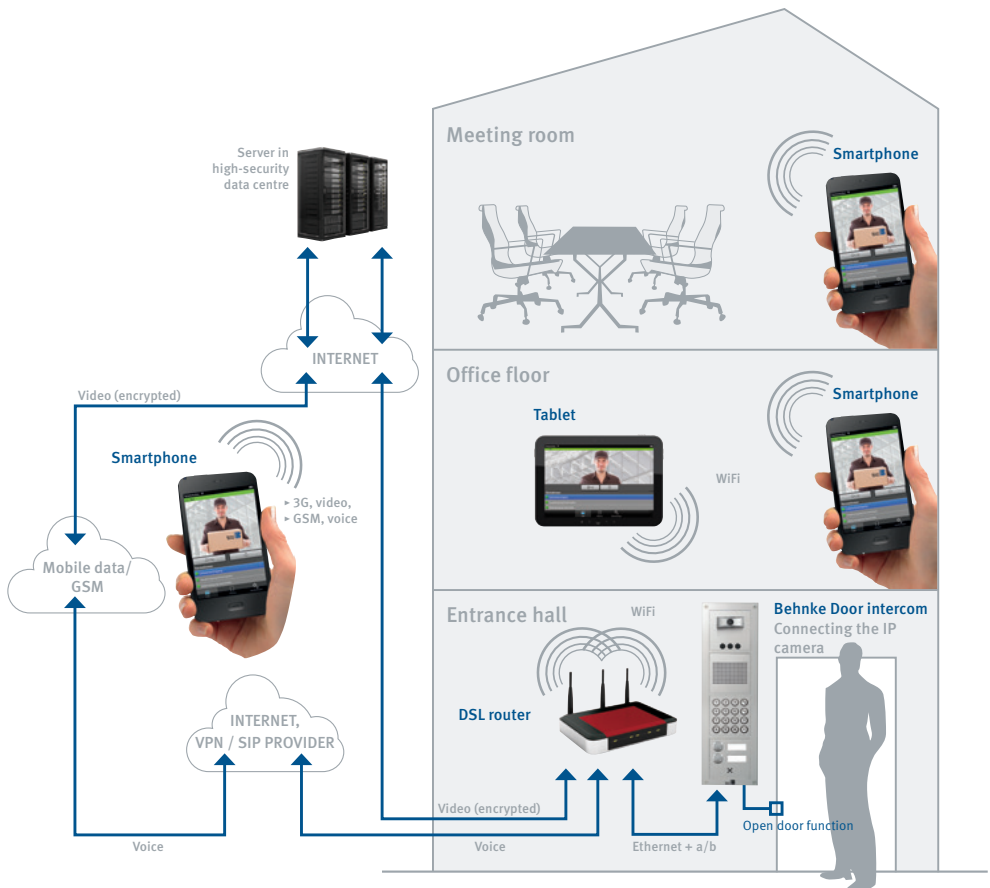 Meeting room
Smartphone
Server in
high-security
data centre
INTERNET
Office floor
Smartphone
Tablet
WiFi
Video (encrypted)
Smartphone
► 3G, video,
► GSM, voice
Mobile data/
GSM
Entrance hall
WiFi
Behnke Door intercom
Connecting the IP
camera
DSL router
INTERNET,
VPN / SIP PROVIDER
Video (encrypted)
Open door function
Voice
Voice
Ethernet + a/b